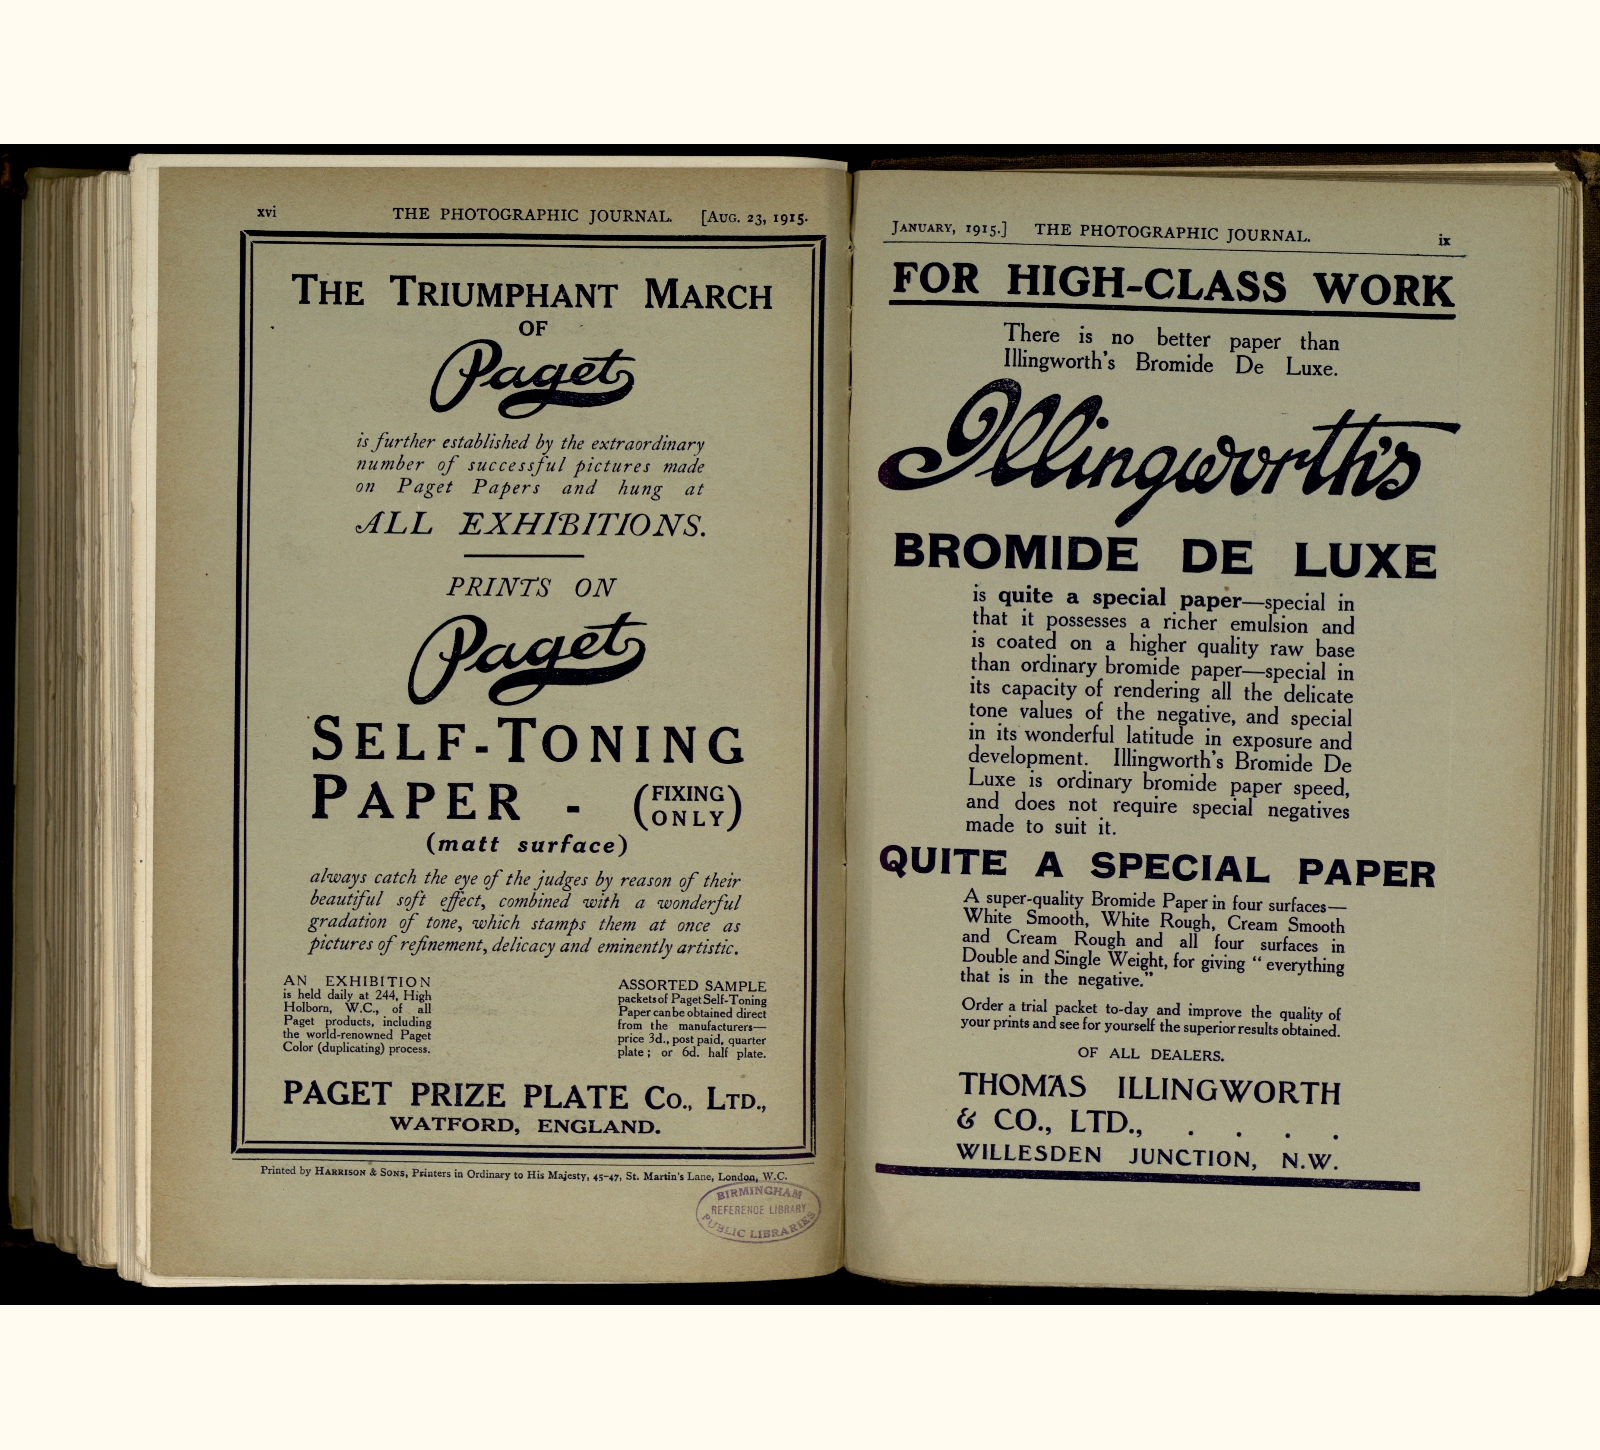 xvi THE PHOTOGRAPHIC JOURNAL. [AUG. 23, 1915.
THE TRIUMPHANT MARCH
OF
Paget
is further established by the extraordinary
number of successful pictures made
on Paget Papers and hung at
ALL EXHIBITIONS.
PRINTS ON
Paget
SELF-TONING
PAPER - (FIXING ONLY)
(matt surface)
always catch the eye of the judges by reason of their
beautiful soft effect, combined with a wonderful
gradation of tone, which stamps them at once as
pictures of refinement, delicacy and eminently artistic.
AN EXHIBITION
is held daily at 244, High
Holborn, W.C., of all
Paget products, including
the world-renowned Paget
Color (duplicating) process.
ASSORTED SAMPLE
packets of Paget Self-Toning
Paper can be obtained direct
from the manufacturers—
price 3d., post paid, quarter
plate; or 6d. half plate.
PAGET PRIZE PLATE Co., LTD.,
WATFORD, ENGLAND.
Printed by HARRISON & SONS, Printers in Ordinary to His Majesty, 45-47, St. Martin's Lane, London, W.C.
BIRMINGHAM
REFERENCE LIBRARY
PUBLIC LIBRARIES
JANUARY, 1915.] THE PHOTOGRAPHIC JOURNAL. ix
FOR HIGH-CLASS WORK
There is no better paper than
Illingworth's Bromide De Luxe.
Illingworth's
BROMIDE DE LUXE
is quite a special paper—special in
that it possesses a richer emulsion and
is coated on a higher quality raw base
than ordinary bromide paper—special in
its capacity of rendering all the delicate
tone values of the negative, and special
in its wonderful latitude in exposure and
development. Illingworth's Bromide De
Luxe is ordinary bromide paper speed,
and does not require special negatives
made to suit it.
QUITE A SPECIAL PAPER
A super-quality Bromide Paper in four surfaces—
White Smooth, White Rough, Cream Smooth
and Cream Rough and all four surfaces in
Double and Single Weight, for giving "everything
that is in the negative."
Order a trial packet to-day and improve the quality of
your prints and see for yourself the superior results obtained.
OF ALL DEALERS.
THOMAS ILLINGWORTH
& CO., LTD., . . . .
WILLESDEN JUNCTION, N.W.